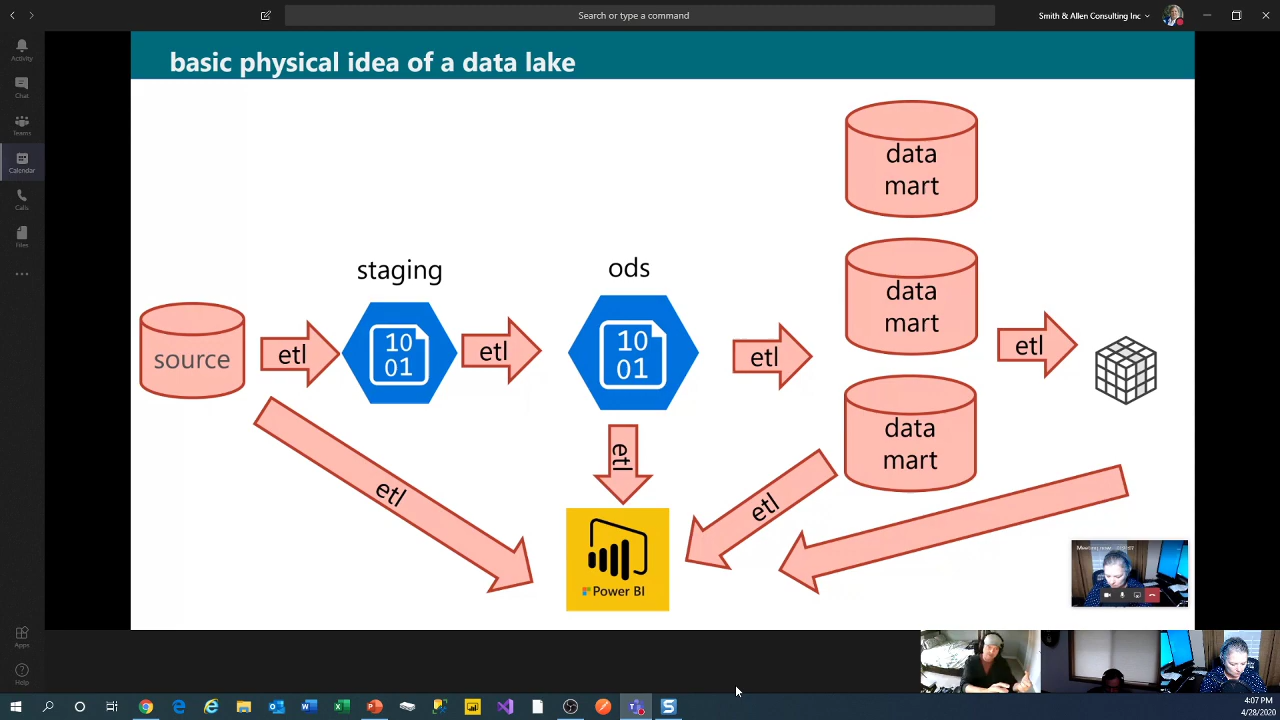 Search or type a command
Smith & Allen Consulting Inc
Activity
Chat
Teams
Calendar
Calls
Files
Apps
Help
basic physical idea of a data lake
data
mart
staging
ods
data
mart
source
etl
10
01
etl
10
01
etl
etl
data
mart
etl
etl
etl
Power BI
Meeting now
4:07 PM
4/28/2020